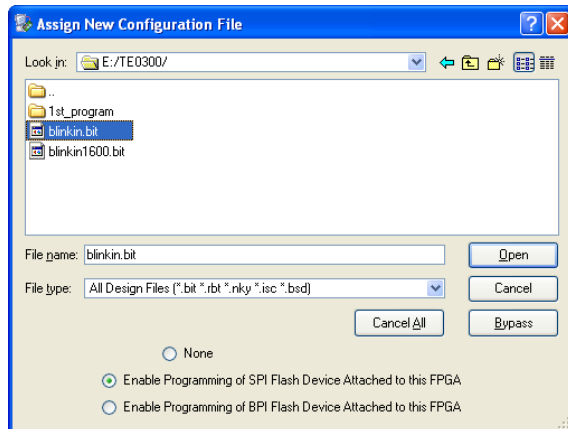 Assign New Configuration File
Look in: E:/TE0300/
..
1st_program
blinkin.bit
blinkin1600.bit
File name: blinkin.bit Open
File type: All Design Files (*.bit *.rbt *.nky *.isc *.bsd) Cancel
Cancel All Bypass
None
Enable Programming of SPI Flash Device Attached to this FPGA
Enable Programming of BPI Flash Device Attached to this FPGA